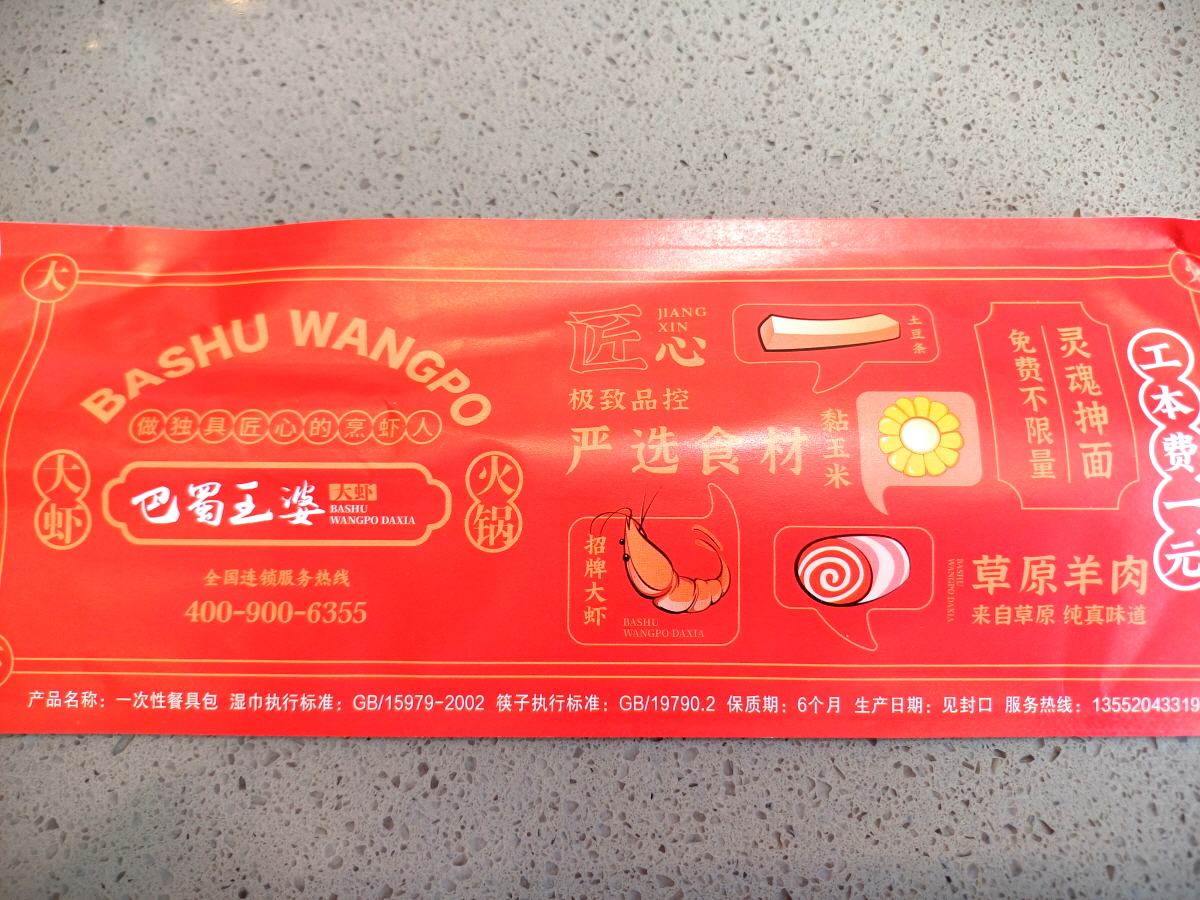 大
BASHU WANGPO
做独具匠心的烹虾人
大虾
巴蜀王婆
大虾
BASHU
WANGPO DAXIA
火锅
全国连锁服务热线
400-900-6355
匠心
JIANG
XIN
极致品控
严选食材
土豆条
黏玉米
招牌大虾
BASHU
WANGPO DAXIA
灵魂抻面
免费不限量
BASHU
WANGPO DAXIA
草原羊肉
来自草原 纯真味道
工本费一元
产品名称：一次性餐具包 湿巾执行标准：GB/15979-2002 筷子执行标准：GB/19790.2 保质期：6个月 生产日期：见封口 服务热线：13552043319